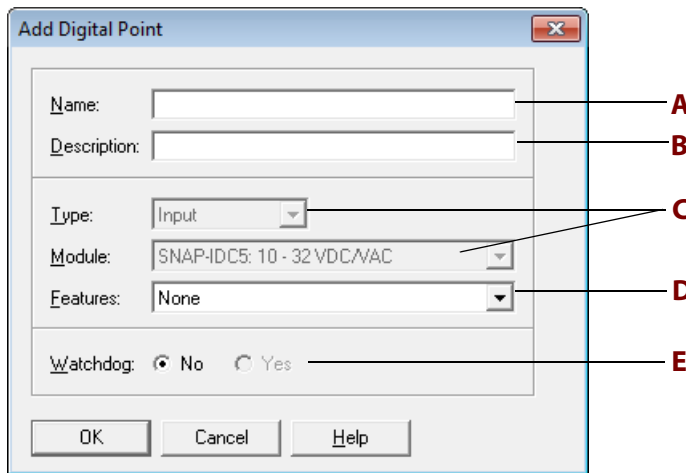 Add Digital Point
Name: A
Description: B
Type: Input C
Module: SNAP-IDC5: 10 - 32 VDC/VAC
Features: None D
Watchdog: No Yes E
OK Cancel Help